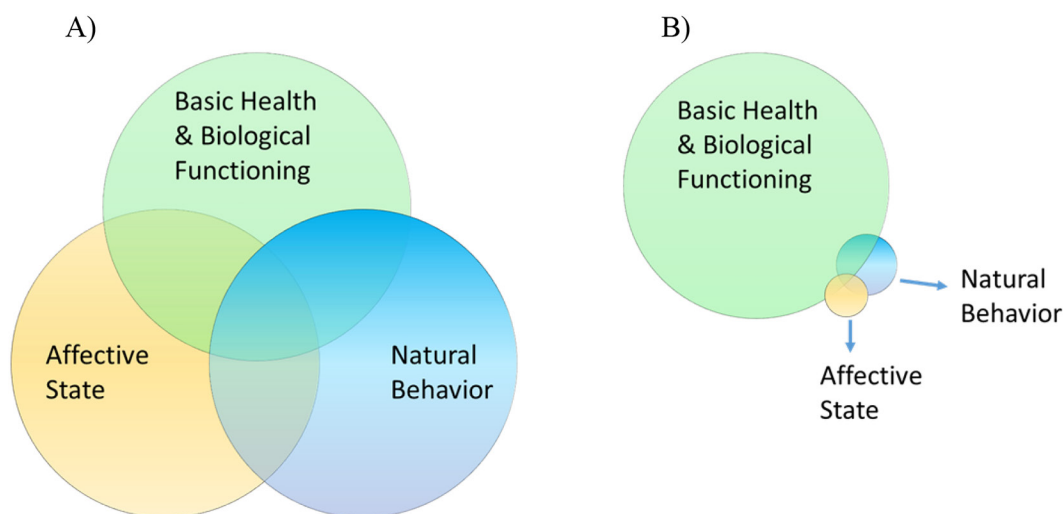 A)
Basic Health
& Biological
Functioning
Affective
State
Natural
Behavior
B)
Basic Health
& Biological
Functioning
Natural
Behavior
Affective
State